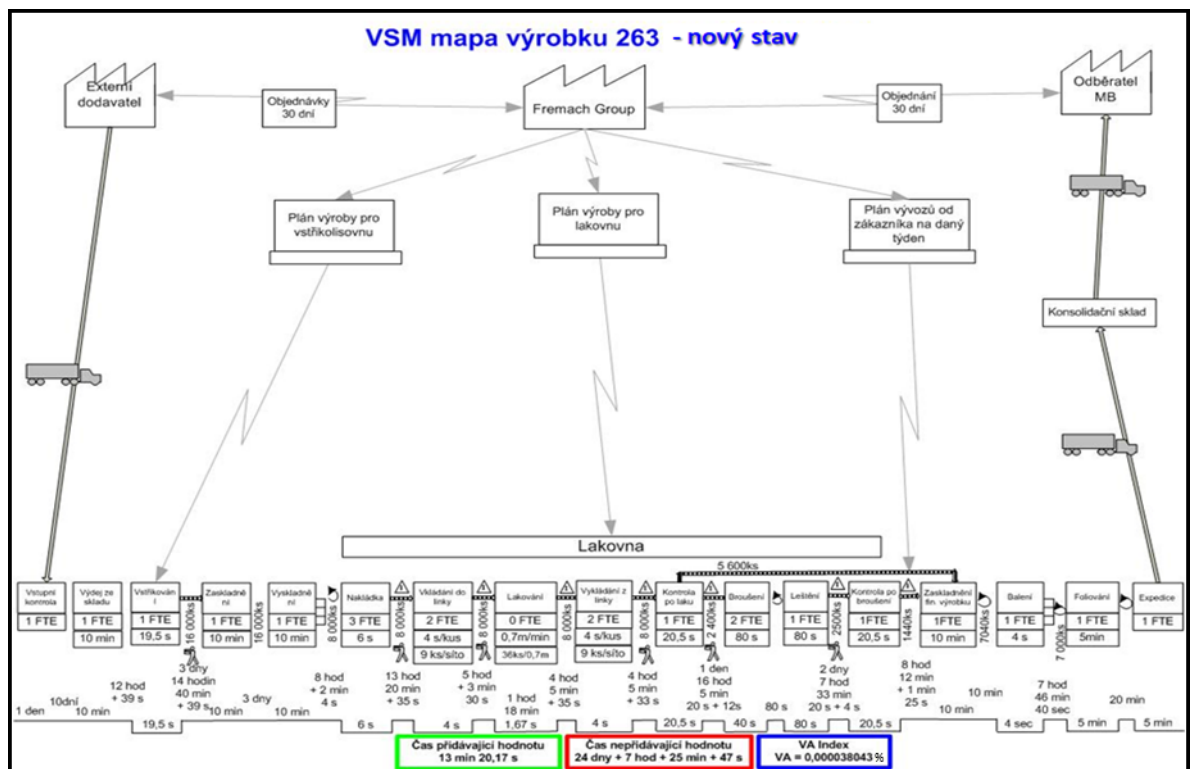 VSM mapa výrobku 263 - nový stav
Externí
dodavatel
Objednávky
30 dní
Fremach Group
Objednání
30 dní
Odběratel
MB
Plán výroby pro
vstřikolisovnu
Plán výroby pro
lakovnu
Plán vývozů od
zákazníka na daný
týden
Konsolidační sklad
Lakovna
5 600ks
Vstupní
kontrola
1 FTE
Výdej ze
skladu
1 FTE
10 min
Vstřikování
1 FTE
19,5 s
16 000ks
Zaskladnění
1 FTE
10 min
16 000ks
Vyskladnění
1 FTE
10 min
8 000ks
Nakládka
3 FTE
6 s
8 000ks
Vkládání do
linky
2 FTE
4 s/kus
9 ks/síto
8 000ks
Lakování
0 FTE
0,7m/min
36ks/0,7m
8 000ks
Vykládání z
linky
2 FTE
4 s/kus
9 ks/síto
8 000ks
Kontrola
po laku
1 FTE
20,5 s
2 400ks
Broušení
2 FTE
80 s
Leštění
1 FTE
80 s
2500ks
Kontrola po
broušení
1FTE
20,5 s
1440ks
Zaskladnění
fin. výrobku
1FTE
10 min
7040ks
Balení
1 FTE
4 s
7 000ks
Foliování
1 FTE
5min
Expedice
1 FTE
1 den
10dní
10 min
12 hod
+ 39 s
19,5 s
3 dny
14 hodin
40 min
+ 39 s
10 min
3 dny
10 min
8 hod
+ 2 min
4 s
6 s
13 hod
20 min
+ 35 s
4 s
5 hod
+ 3 min
30 s
1 hod
18 min
1,67 s
4 hod
5 min
+ 35 s
4 s
4 hod
5 min
+ 33 s
20,5 s
1 den
16 hod
5 min
20 s + 12s
40 s
80 s
80 s
2 dny
7 hod
33 min
20 s + 4 s
20,5 s
8 hod
12 min
+ 1 min
25 s
10 min
10 min
4 sec
7 hod
46 min
40 sec
5 min
20 min
5 min
Čas přidávající hodnotu
13 min 20,17 s
Čas nepřidávající hodnotu
24 dny + 7 hod + 25 min + 47 s
VA Index
VA = 0,000038043 %